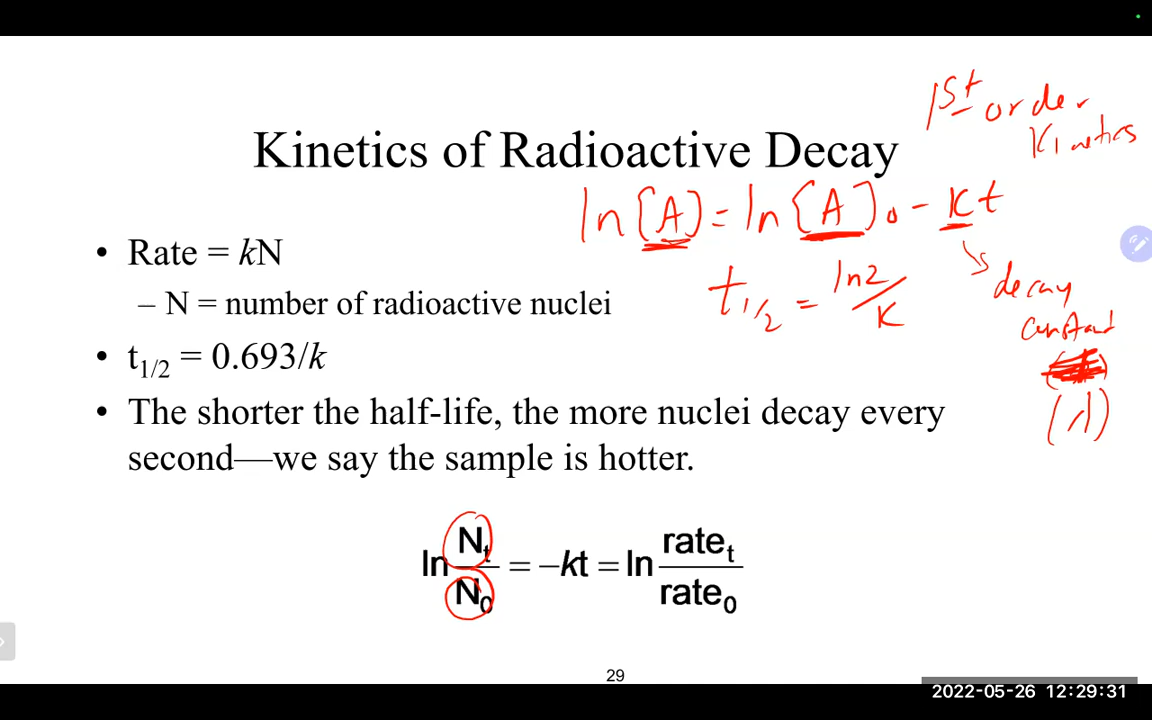 1st order
Kinetics
Kinetics of Radioactive Decay
ln[A] = ln[A]₀ - kt
• Rate = kN
– N = number of radioactive nuclei
t1/2 = ln2/K
decay
constant
(λ)
• t1/2 = 0.693/k
• The shorter the half-life, the more nuclei decay every
second—we say the sample is hotter.
ln Nt/N0 = –kt = ln ratet/rate0
29
2022-05-26 12:29:31